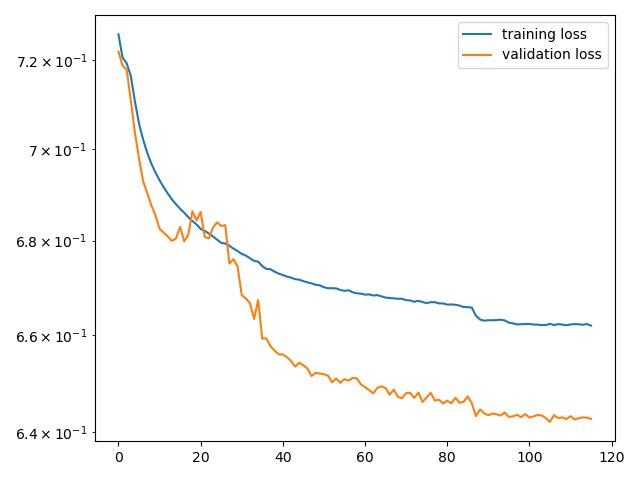 training loss
validation loss
7.2 × 10⁻¹
7 × 10⁻¹
6.8 × 10⁻¹
6.6 × 10⁻¹
6.4 × 10⁻¹
0 20 40 60 80 100 120